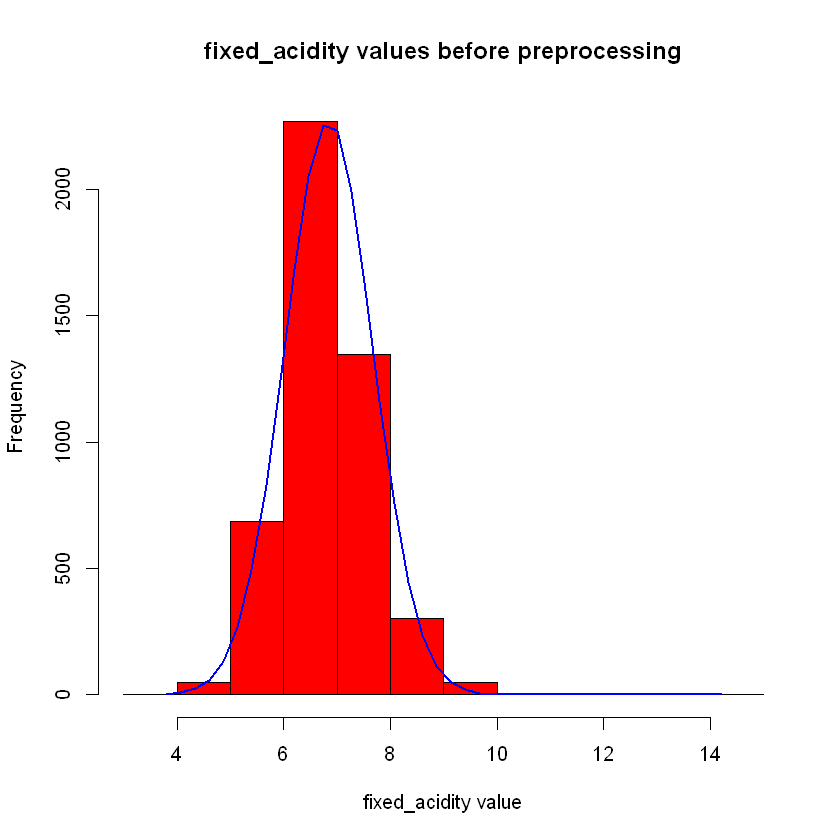 fixed_acidity values before preprocessing
Frequency
2000
1500
1000
500
0
4 6 8 10 12 14
fixed_acidity value